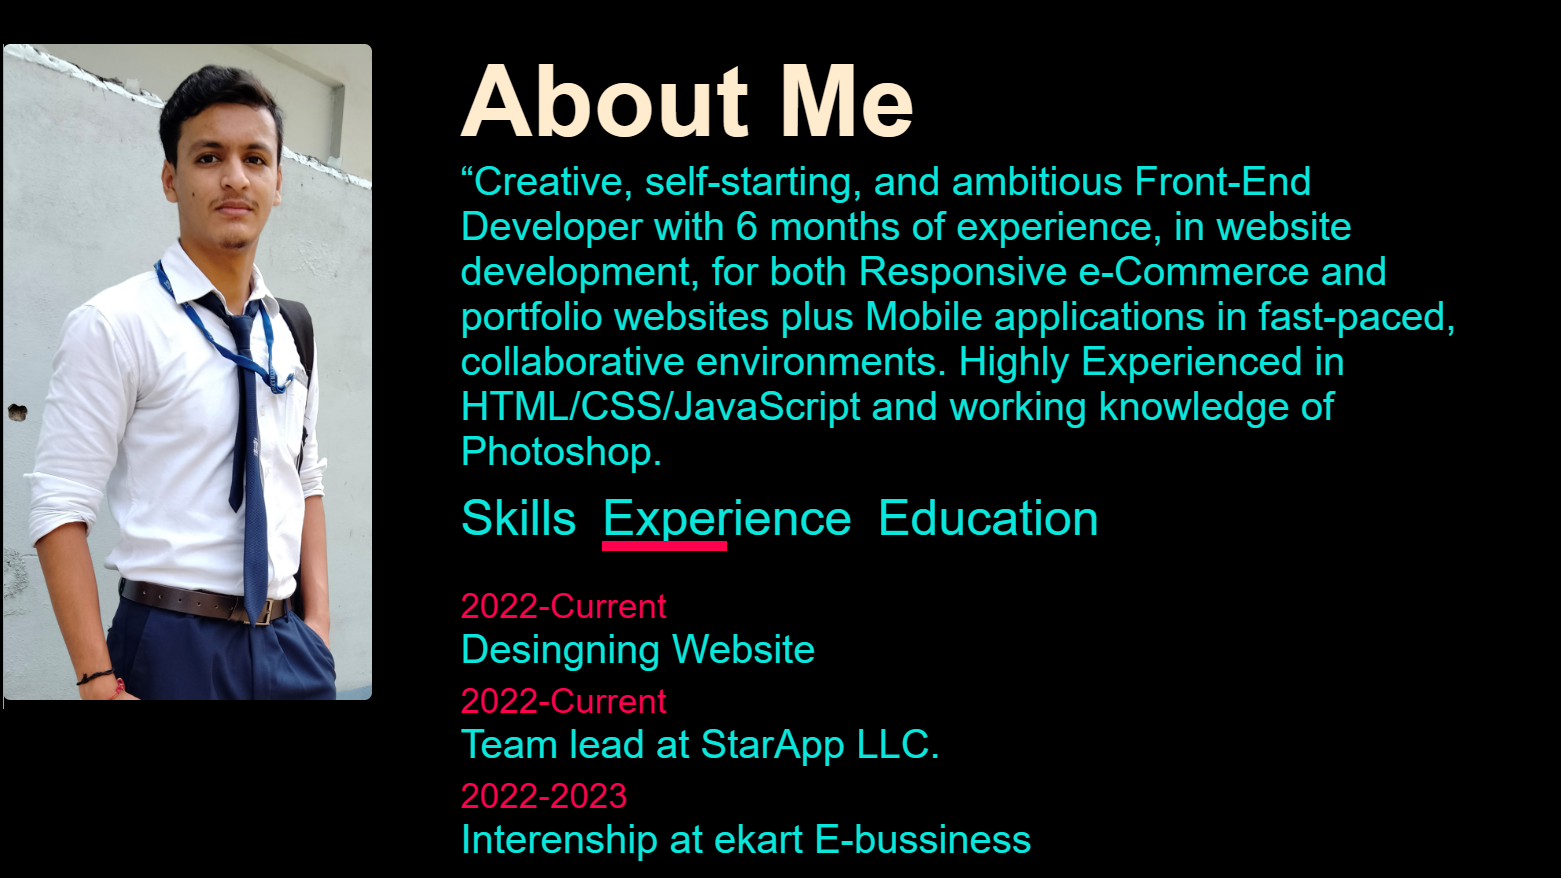 About Me
“Creative, self-starting, and ambitious Front-End
Developer with 6 months of experience, in website
development, for both Responsive e-Commerce and
portfolio websites plus Mobile applications in fast-paced,
collaborative environments. Highly Experienced in
HTML/CSS/JavaScript and working knowledge of
Photoshop.
Skills Experience Education
2022-Current
Desingning Website
2022-Current
Team lead at StarApp LLC.
2022-2023
Interenship at ekart E-bussiness